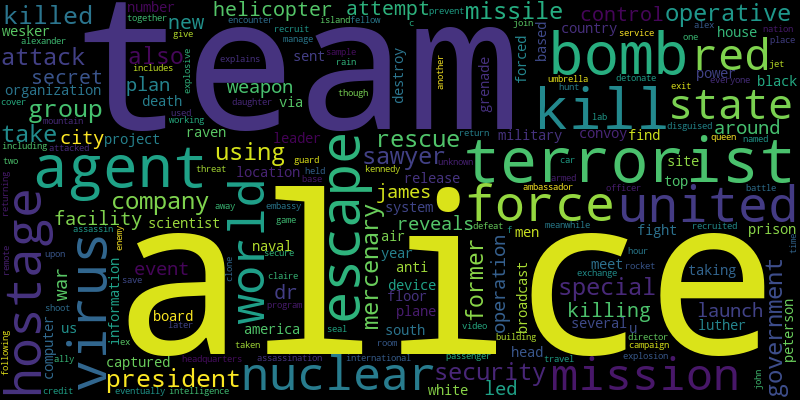 killed
team
number
together
helicopter
attempt
missile
control
operative
wesker
alexander
new
encounter
island
fellow
prevent
join
alex
nation
attack
also
give
recruit
manage
c
country
service
one
house
place
secret
includes
sent
forced
based
bomb
red
organization
plan
weapon
explains
sample
rain
destroy
grenade
another
umbrella
detonate
power
everyone
jet
cover
death
explosive
via
daughter
though
kill
hunt
exit
black
mountain
group
used
working
lab
disguised
state
take
city
project
raven
leader
rescue
return
military
convoy
find
queen
named
around
including
attacked
two
using
guard
escape
sawyer
unknown
terrorist
car
site
agent
threat
location
held
kennedy
release
ambassador
armed
top
hostage
virus
company
base
james
force
officer
united
returning
facility
scientist
world
embassy
system
reveals
defeat
f
men
fight
battle
recruited
prison
assassin
away
game
mercenary
alice
enemy
naval
secure
air
former
operation
meanwhile
hour
time
remote
upon
war
event
dr
claire
year
anti
meet
rocket
special
taking
government
computer
information
save
clone
program
device
broadcast
exchange
shoot
board
america
floor
killing
launch
us
later
seal
south
plane
video
several
u
luther
lex
taken
room
building
director
peterson
following
ally
captured
headquarters
assassination
international
passenger
head
travel
campaign
explosion
credit
president
nuclear
security
mission
john
eventually
intelligence
white
led